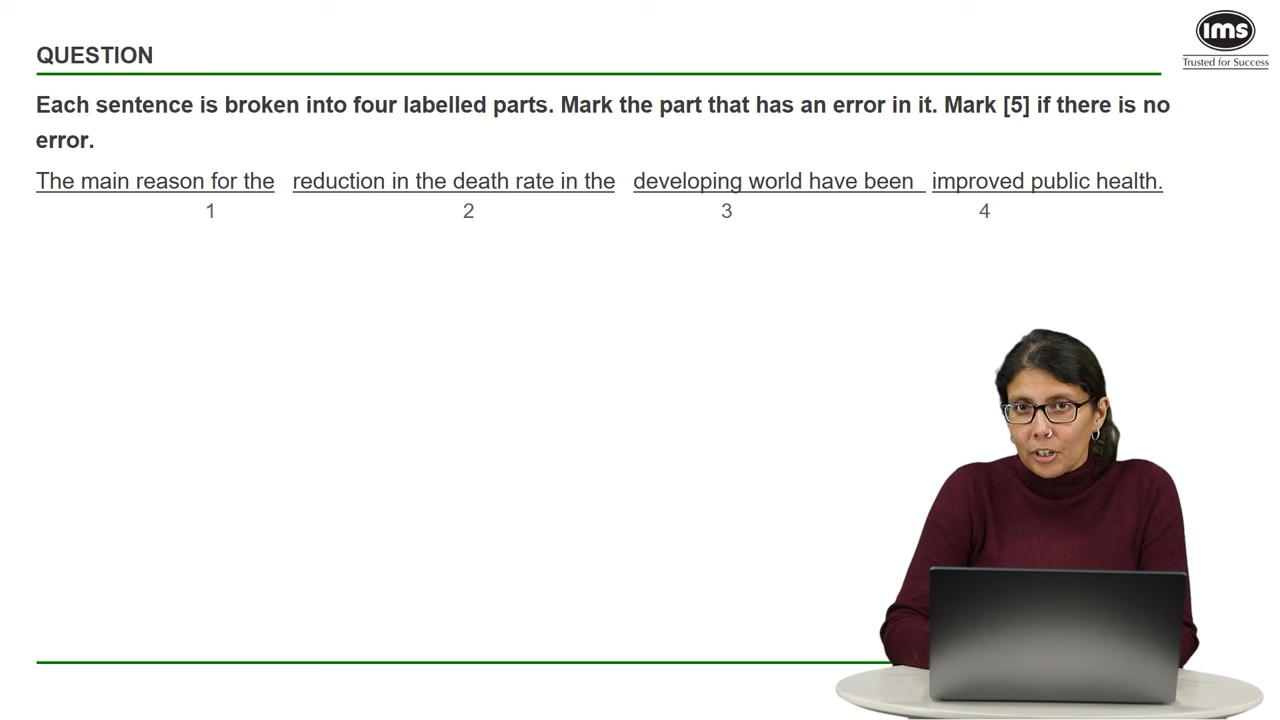 ims
Trusted for Success
QUESTION
Each sentence is broken into four labelled parts. Mark the part that has an error in it. Mark [5] if there is no
error.
The main reason for the reduction in the death rate in the developing world have been improved public health.
1 2 3 4